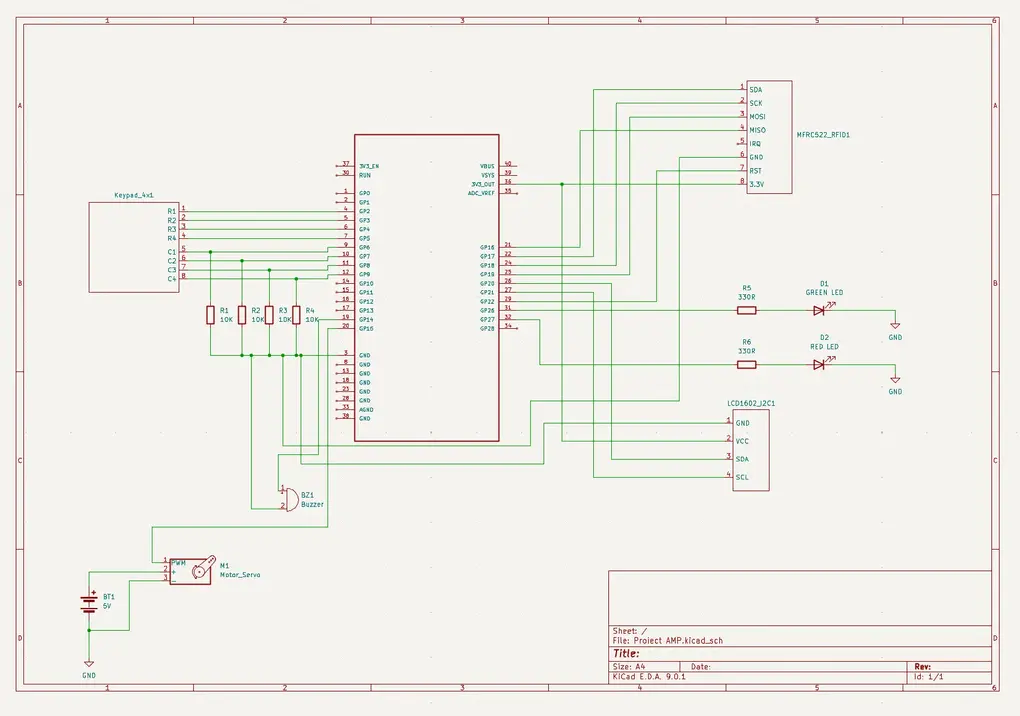 1 2 3 4 5 6
A A
B B
C C
D D
Keypad_4x1
R1 1
R2 2
R3 3
R4 4
C1 5
C2 6
C3 7
C4 8
R1 10K
R2 10K
R3 10K
R4 10K
37 3V3_EN
30 RUN
1 GP0
2 GP1
4 GP2
5 GP3
6 GP4
7 GP5
9 GP6
10 GP7
11 GP8
12 GP9
14 GP10
15 GP11
16 GP12
17 GP13
19 GP14
20 GP15
3 GND
8 GND
13 GND
18 GND
23 GND
28 GND
33 AGND
38 GND
VBUS 40
VSYS 39
3V3_OUT 36
ADC_VREF 35
GP16 21
GP17 22
GP18 24
GP19 25
GP20 26
GP21 27
GP22 29
GP26 31
GP27 32
GP28 34
1 SDA
2 SCK
3 MOSI
4 MISO
5 IRQ
6 GND
7 RST
8 3.3V
MFRC522_RFID1
R5
330R
D1
GREEN LED
GND
R6
330R
D2
RED LED
GND
LCD1602_I2C1
1 GND
2 VCC
3 SDA
4 SCL
1
2
BZ1
Buzzer
1 PWM
2 +
3 -
M1
Motor_Servo
+
BT1
5V
GND
Sheet: /
File: Project AMP.kicad_sch
Title:
Size: A4 Date: Rev:
KiCad E.D.A. 9.0.1 Id: 1/1
1 2 3 4 5 6